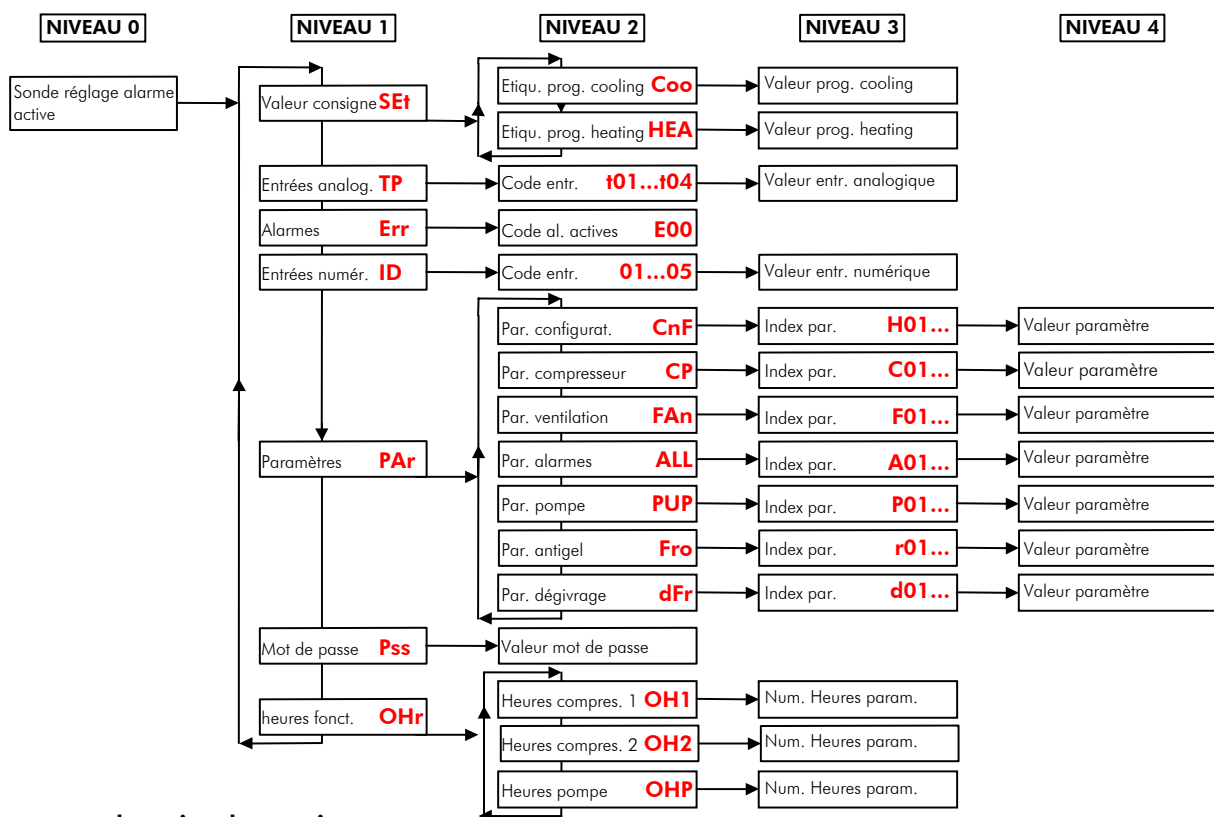 NIVEAU 0 NIVEAU 1 NIVEAU 2 NIVEAU 3 NIVEAU 4
Sonde réglage alarme
active
Valeur consigne SEt
Etiqu. prog. cooling Coo
Valeur prog. cooling
Etiqu. prog. heating HEA
Valeur prog. heating
Entrées analog. TP
Code entr. t01...t04
Valeur entr. analogique
Alarmes Err
Code al. actives E00
Entrées numér. ID
Code entr. 01...05
Valeur entr. numérique
Paramètres PAr
Par. configurat. CnF
Index par. H01...
Valeur paramètre
Par. compresseur CP
Index par. C01...
Valeur paramètre
Par. ventilation FAn
Index par. F01...
Valeur paramètre
Par. alarmes ALL
Index par. A01...
Valeur paramètre
Par. pompe PUP
Index par. P01...
Valeur paramètre
Par. antigel Fro
Index par. r01...
Valeur paramètre
Par. dégivrage dFr
Index par. d01...
Valeur paramètre
Mot de passe Pss
Valeur mot de passe
heures fonct. OHr
Heures compres. 1 OH1
Num. Heures param.
Heures compres. 2 OH2
Num. Heures param.
Heures pompe OHP
Num. Heures param.